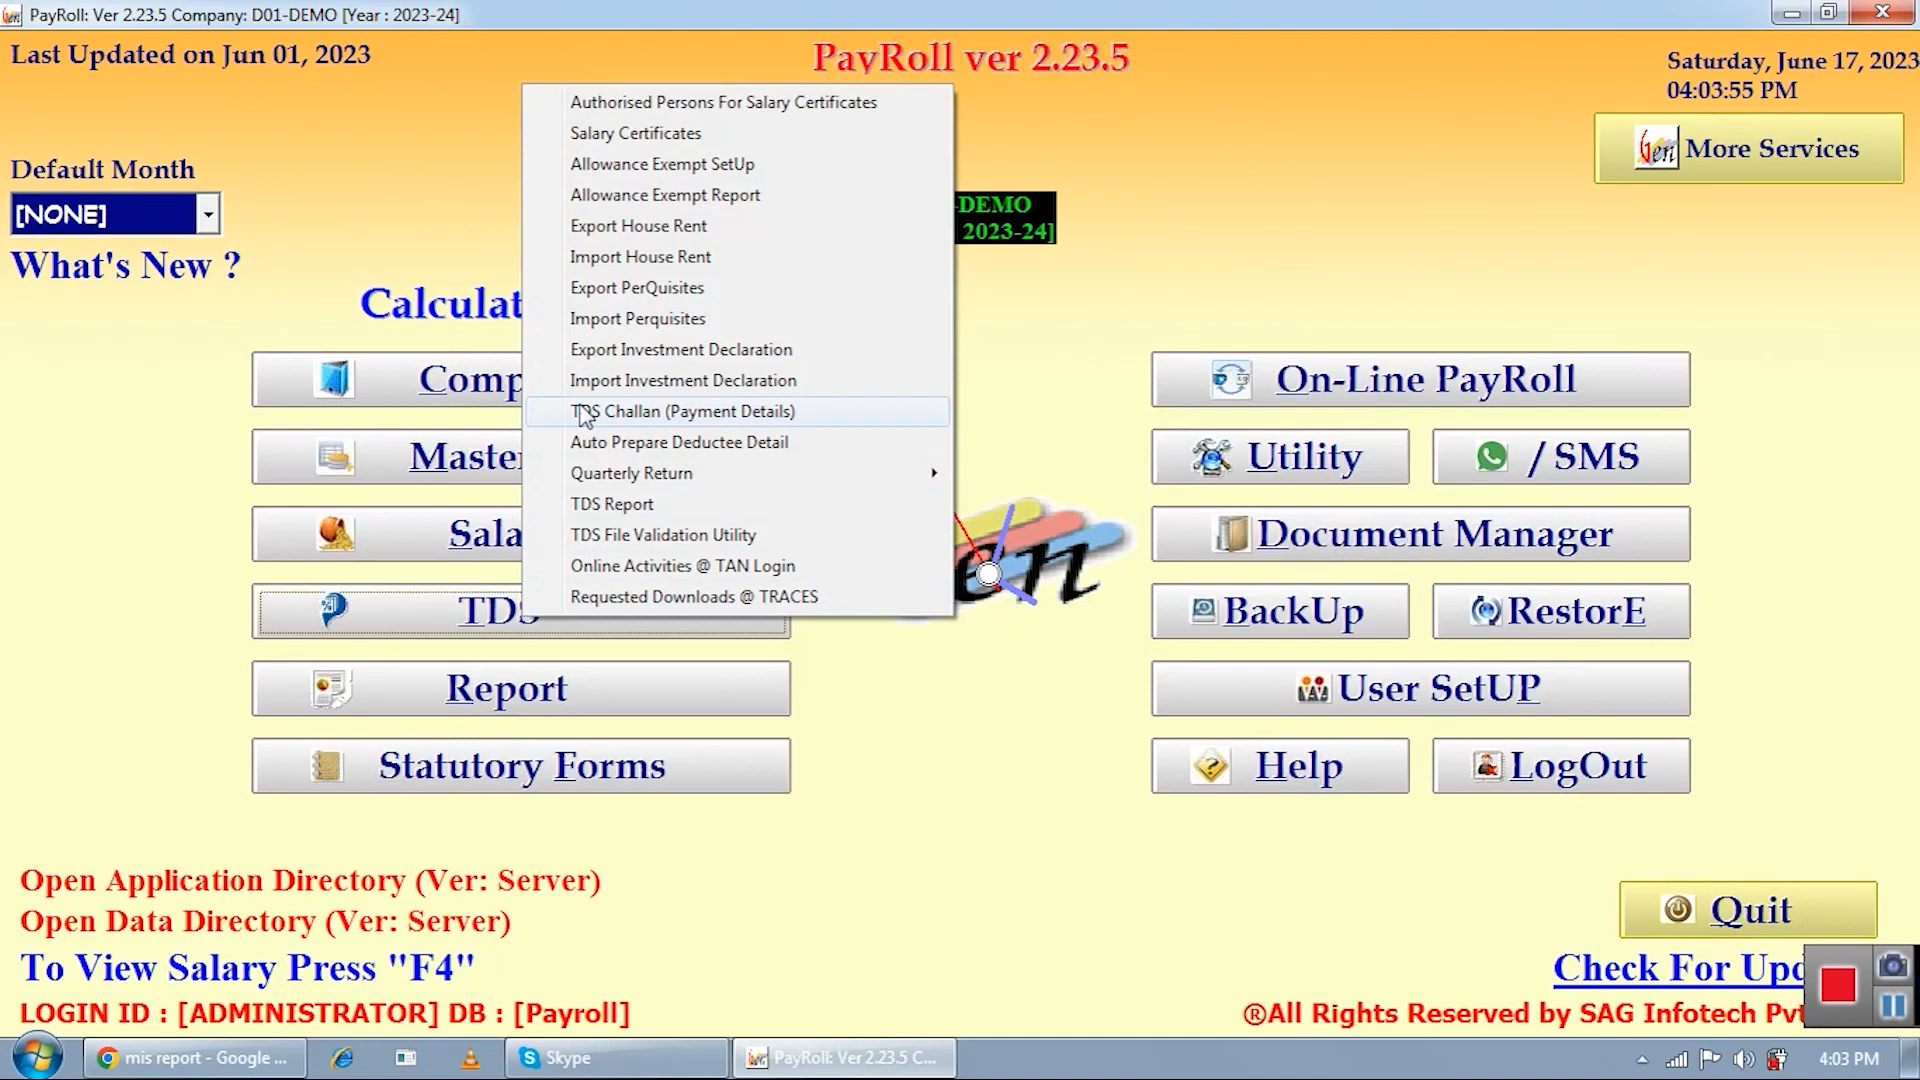 PayRoll: Ver 2.23.5 Company: D01-DEMO [Year : 2023-24]
Last Updated on Jun 01, 2023
PayRoll ver 2.23.5
Saturday, June 17, 2023
04:03:55 PM
Gen More Services
Default Month
[NONE]
What's New ?
-DEMO
2023-24]
Calculat
Authorised Persons For Salary Certificates
Salary Certificates
Allowance Exempt SetUp
Allowance Exempt Report
Export House Rent
Import House Rent
Export PerQuisites
Import Perquisites
Export Investment Declaration
Import Investment Declaration
TDS Challan (Payment Details)
Auto Prepare Deductee Detail
Quarterly Return
TDS Report
TDS File Validation Utility
Online Activities @ TAN Login
Requested Downloads @ TRACES
Comp
Master
Sala
TDS
Report
Statutory Forms
en
On-Line PayRoll
Utility
/ SMS
Document Manager
BackUp
RestorE
User SetUP
Help
LogOut
Open Application Directory (Ver: Server)
Open Data Directory (Ver: Server)
To View Salary Press "F4"
LOGIN ID : [ADMINISTRATOR] DB : [Payroll]
Quit
Check For Upd
®All Rights Reserved by SAG Infotech Pvt
mis report - Google ...
Skype
PayRoll: Ver 2.23.5 C...
4:03 PM